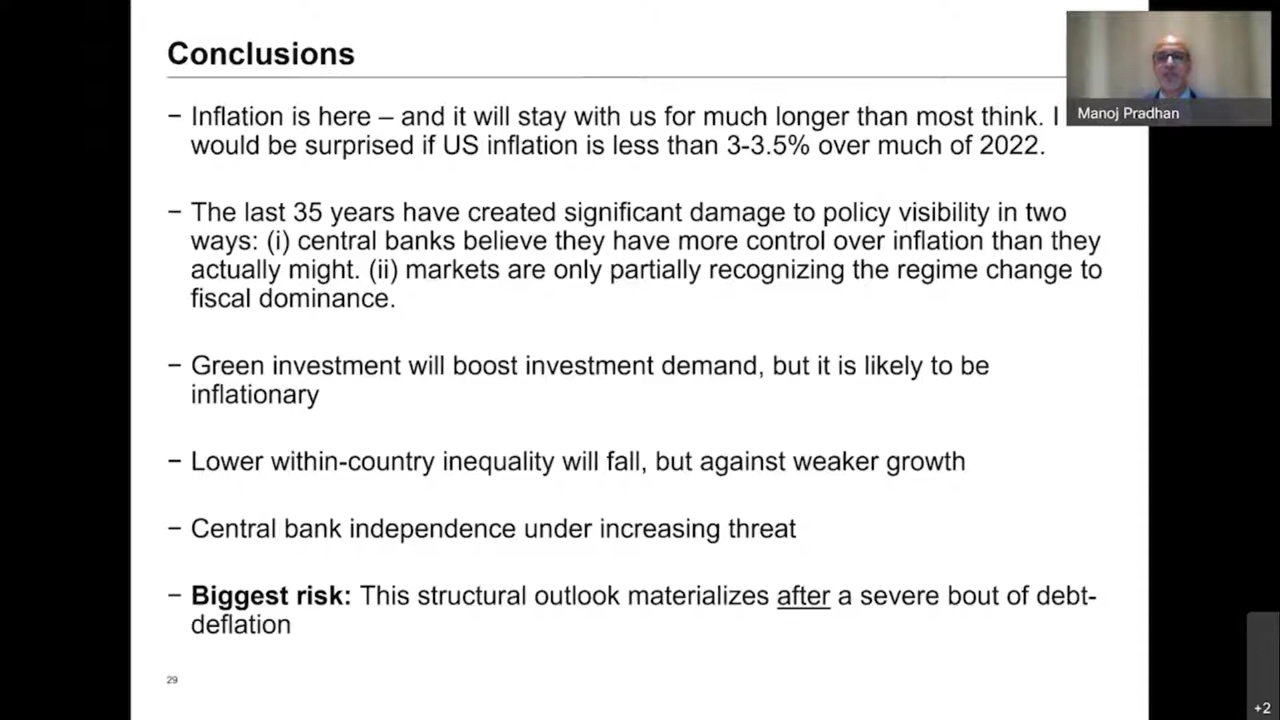 Conclusions
Manoj Pradhan
– Inflation is here – and it will stay with us for much longer than most think. I
would be surprised if US inflation is less than 3-3.5% over much of 2022.
– The last 35 years have created significant damage to policy visibility in two
ways: (i) central banks believe they have more control over inflation than they
actually might. (ii) markets are only partially recognizing the regime change to
fiscal dominance.
– Green investment will boost investment demand, but it is likely to be
inflationary
– Lower within-country inequality will fall, but against weaker growth
– Central bank independence under increasing threat
– Biggest risk: This structural outlook materializes after a severe bout of debt-
deflation
29
+2